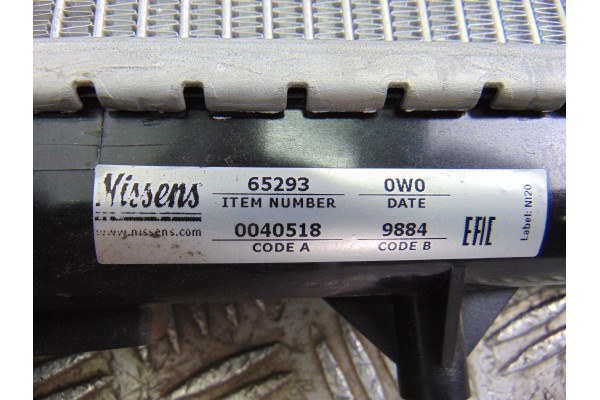 Nissens
www.nissens.com
65293 0W0
ITEM NUMBER DATE
0040518 9884
CODE A CODE B
EAC
Label: NI20